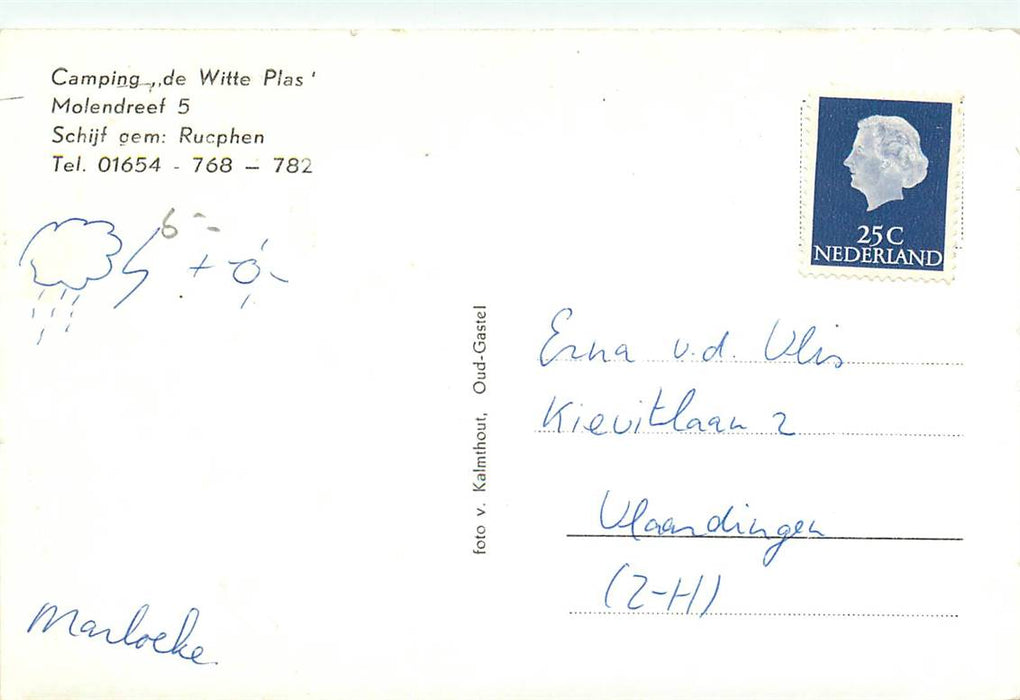 Camping „de Witte Plas'
Molendreef 5
Schijf gem: Rucphen
Tel. 01654 - 768 – 782
6=
25C
NEDERLAND
foto v. Kalmthout, Oud-Gastel
Erna v.d. Vlis
Kievitlaan 2
Vlaardingen
(Z-H)
Marloeke